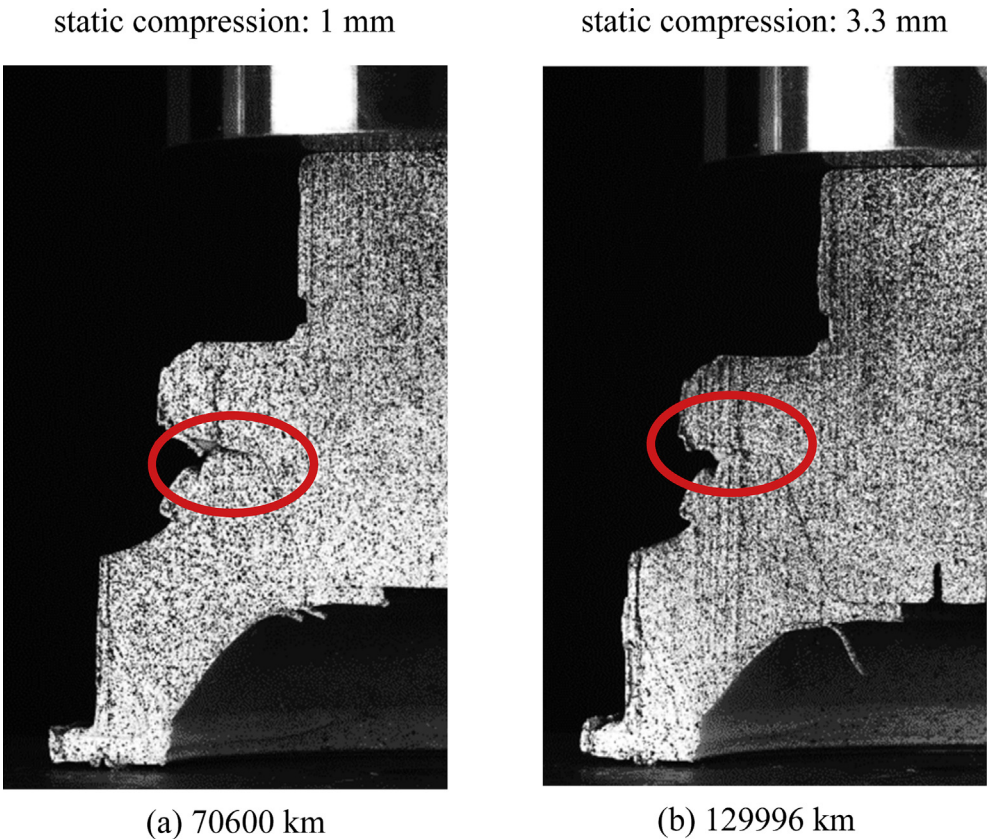 static compression: 1 mm
static compression: 3.3 mm
(a) 70600 km
(b) 129996 km